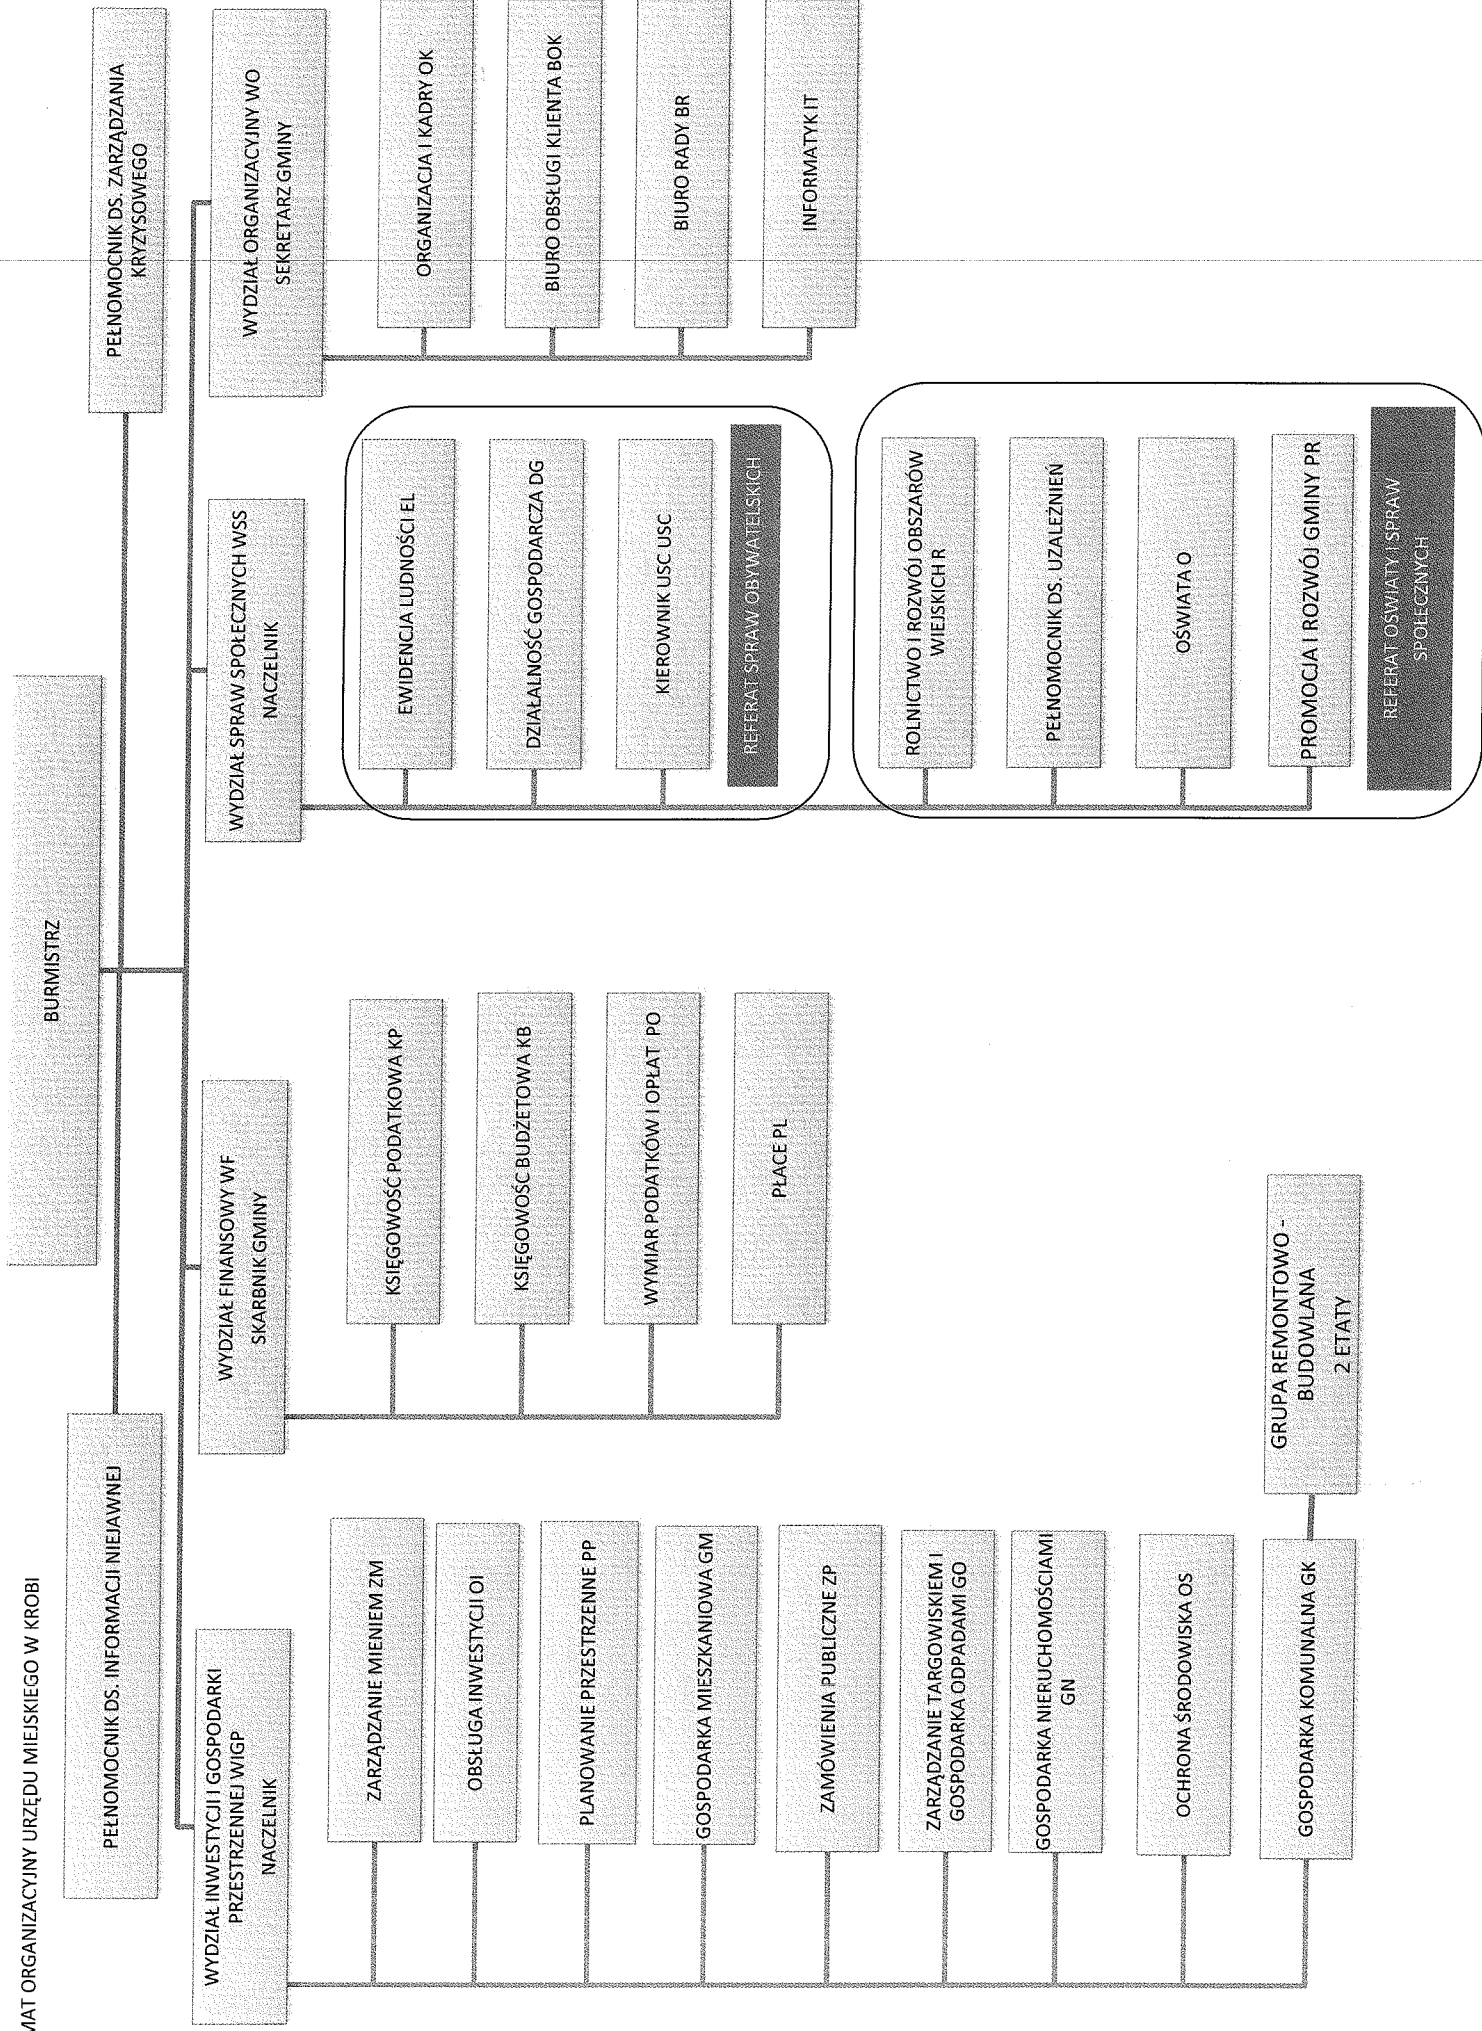 MAT ORGANIZACYJNY URZĘDU MIEJSKIEGO W KROBI
BURMISTRZ
PEŁNOMOCNIK DS. INFORMACJI NIEJAWNEJ
PEŁNOMOCNIK DS. ZARZĄDZANIA
KRYZYSOWEGO
WYDZIAŁ INWESTYCJI I GOSPODARKI
PRZESTRZENNEJ WIGP
NACZELNIK
ZARZĄDZANIE MIENIEM ZM
OBSŁUGA INWESTYCJI OI
PLANOWANIE PRZESTRZENNE PP
GOSPODARKA MIESZKANIOWA GM
ZAMÓWIENIA PUBLICZNE ZP
ZARZĄDZANIE TARGOWISKIEM I
GOSPODARKA ODPADAMI GO
GOSPODARKA NIERUCHOMOŚCIAMI
GN
OCHRONA ŚRODOWISKA OS
GOSPODARKA KOMUNALNA GK
GRUPA REMONTOWO -
BUDOWLANA
2 ETATY
WYDZIAŁ FINANSOWY WF
SKARBNIK GMINY
KSIĘGOWOŚĆ PODATKOWA KP
KSIĘGOWOŚĆ BUDŻETOWA KB
WYMIAR PODATKÓW I OPŁAT PO
PŁACE PL
WYDZIAŁ SPRAW SPOŁECZNYCH WSS
NACZELNIK
EWIDENCJA LUDNOŚCI EL
DZIAŁALNOŚĆ GOSPODARCZA DG
KIEROWNIK USC USC
REFERAT SPRAW OBYWATELSKICH
ROLNICTWO I ROZWÓJ OBSZARÓW
WIEJSKICH R
PEŁNOMOCNIK DS. UZALEŻNIEŃ
OŚWIATA O
PROMOCJA I ROZWÓJ GMINY PR
REFERAT OŚWIATY I SPRAW
SPOŁECZNYCH
WYDZIAŁ ORGANIZACYJNY WO
SEKRETARZ GMINY
ORGANIZACJA I KADRY OK
BIURO OBSŁUGI KLIENTA BOK
BIURO RADY BR
INFORMATYK IT